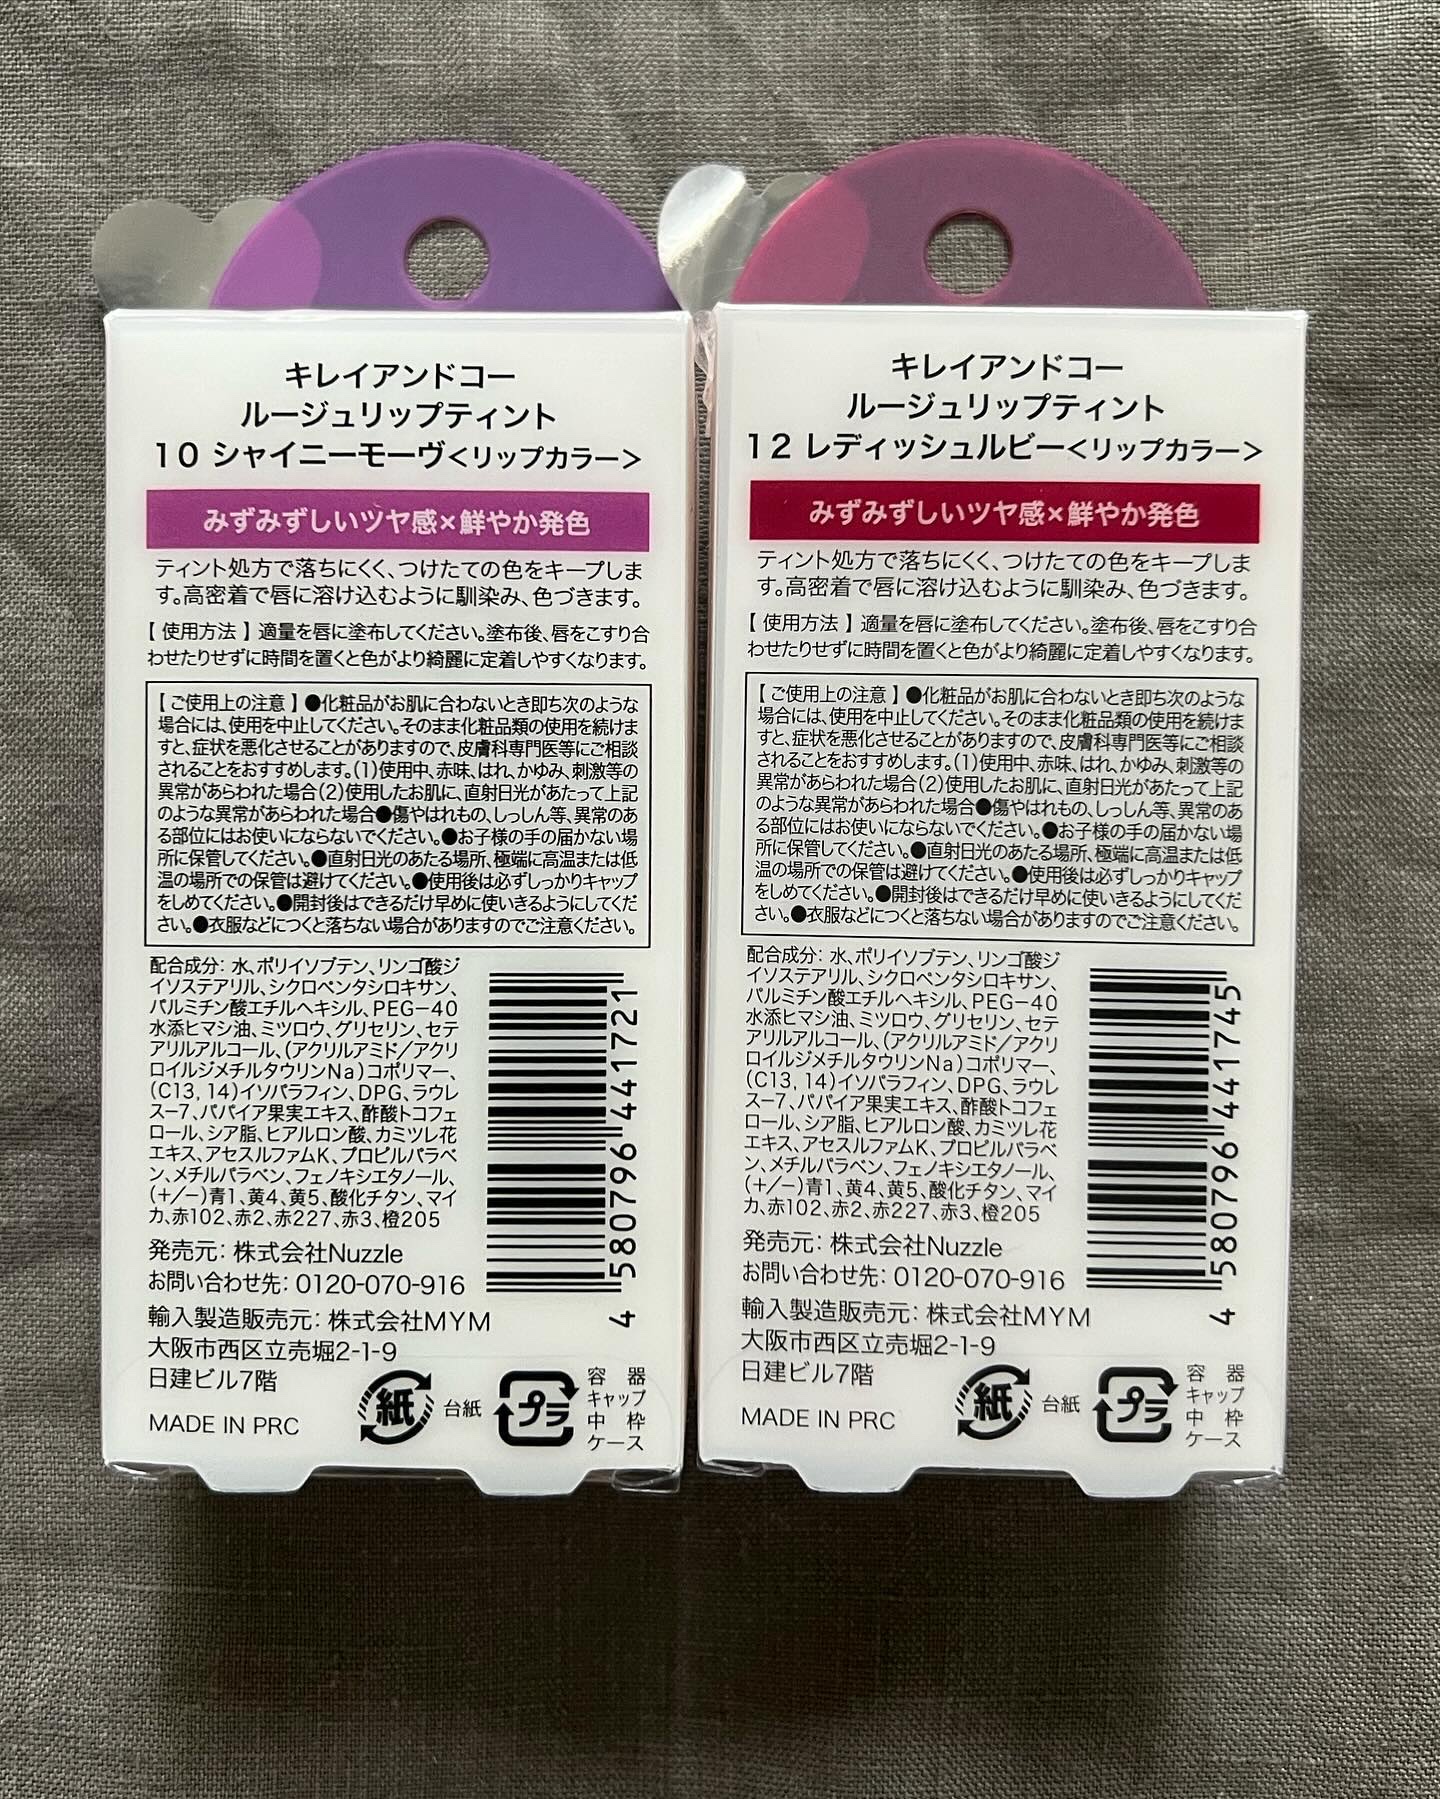 キレイアンドコー
ルージュリップティント
10 シャイニーモーヴ<リップカラー>
みずみずしいツヤ感×鮮やか発色
ティント処方で落ちにくく、つけたての色をキープしま
す。高密着で唇に溶け込むように馴染み、色づきます。
【 使用方法 】 適量を唇に塗布してください。塗布後、唇をこすり合
わせたりせずに時間を置くと色がより綺麗に定着しやすくなります。
【 ご使用上の注意 】 ●化粧品がお肌に合わないとき即ち次のような
場合には、使用を中止してください。そのまま化粧品類の使用を続けま
すと、症状を悪化させることがありますので、皮膚科専門医等にご相談
されることをおすすめします。(1)使用中、赤味、はれ、かゆみ、刺激等の
異常があらわれた場合(2)使用したお肌に、直射日光があたって上記
のような異常があらわれた場合●傷やはれもの、しっしん等、異常のあ
る部位にはお使いにならないでください。●お子様の手の届かない場
所に保管してください。●直射日光のあたる場所、極端に高温または低
温の場所での保管は避けてください。●使用後は必ずしっかりキャップ
をしめてください。●開封後はできるだけ早めに使いきるようにしてくだ
さい。●衣服などにつくと落ちない場合がありますのでご注意ください。
配合成分: 水、ポリイソブテン、リンゴ酸ジ
イソステアリル、シクロペンタシロキサン、
パルミチン酸エチルヘキシル、PEG－40
水添ヒマシ油、ミツロウ、グリセリン、セテ
アリルアルコール、(アクリルアミド／アクリ
ロイルジメチルタウリンNa)コポリマー、
(C13, 14)イソパラフィン、DPG、ラウレ
ス－7、パパイア果実エキス、酢酸トコフェ
ロール、シア脂、ヒアルロン酸、カミツレ花
エキス、アセスルファムK、プロピルパラベ
ン、メチルパラベン、フェノキシエタノール、
(+／−)青1、黄4、黄5、酸化チタン、マイ
カ、赤102、赤2、赤227、赤3、橙205
4 580796 441721
発売元: 株式会社Nuzzle
お問い合わせ先: 0120-070-916
輸入製造販売元: 株式会社MYM
大阪市西区立売堀2-1-9
日建ビル7階
MADE IN PRC
紙
台紙
プラ
容 器
キャップ
中 枠
ケース
キレイアンドコー
ルージュリップティント
12 レディッシュルビー<リップカラー>
みずみずしいツヤ感×鮮やか発色
ティント処方で落ちにくく、つけたての色をキープしま
す。高密着で唇に溶け込むように馴染み、色づきます。
【 使用方法 】 適量を唇に塗布してください。塗布後、唇をこすり合
わせたりせずに時間を置くと色がより綺麗に定着しやすくなります。
【 ご使用上の注意 】 ●化粧品がお肌に合わないとき即ち次のような
場合には、使用を中止してください。そのまま化粧品類の使用を続けま
すと、症状を悪化させることがありますので、皮膚科専門医等にご相談
されることをおすすめします。(1)使用中、赤味、はれ、かゆみ、刺激等の
異常があらわれた場合(2)使用したお肌に、直射日光があたって上記
のような異常があらわれた場合●傷やはれもの、しっしん等、異常のあ
る部位にはお使いにならないでください。●お子様の手の届かない場
所に保管してください。●直射日光のあたる場所、極端に高温または低
温の場所での保管は避けてください。●使用後は必ずしっかりキャップ
をしめてください。●開封後はできるだけ早めに使いきるようにしてくだ
さい。●衣服などにつくと落ちない場合がありますのでご注意ください。
配合成分: 水、ポリイソブテン、リンゴ酸ジ
イソステアリル、シクロペンタシロキサン、
パルミチン酸エチルヘキシル、PEG－40
水添ヒマシ油、ミツロウ、グリセリン、セテ
アリルアルコール、(アクリルアミド／アクリ
ロイルジメチルタウリンNa)コポリマー、
(C13, 14)イソパラフィン、DPG、ラウレ
ス－7、パパイア果実エキス、酢酸トコフェ
ロール、シア脂、ヒアルロン酸、カミツレ花
エキス、アセスルファムK、プロピルパラベ
ン、メチルパラベン、フェノキシエタノール、
(+／−)青1、黄4、黄5、酸化チタン、マイ
カ、赤102、赤2、赤227、赤3、橙205
4 580796 441745
発売元: 株式会社Nuzzle
お問い合わせ先: 0120-070-916
輸入製造販売元: 株式会社MYM
大阪市西区立売堀2-1-9
日建ビル7階
MADE IN PRC
紙
台紙
プラ
容 器
キャップ
中 枠
ケース